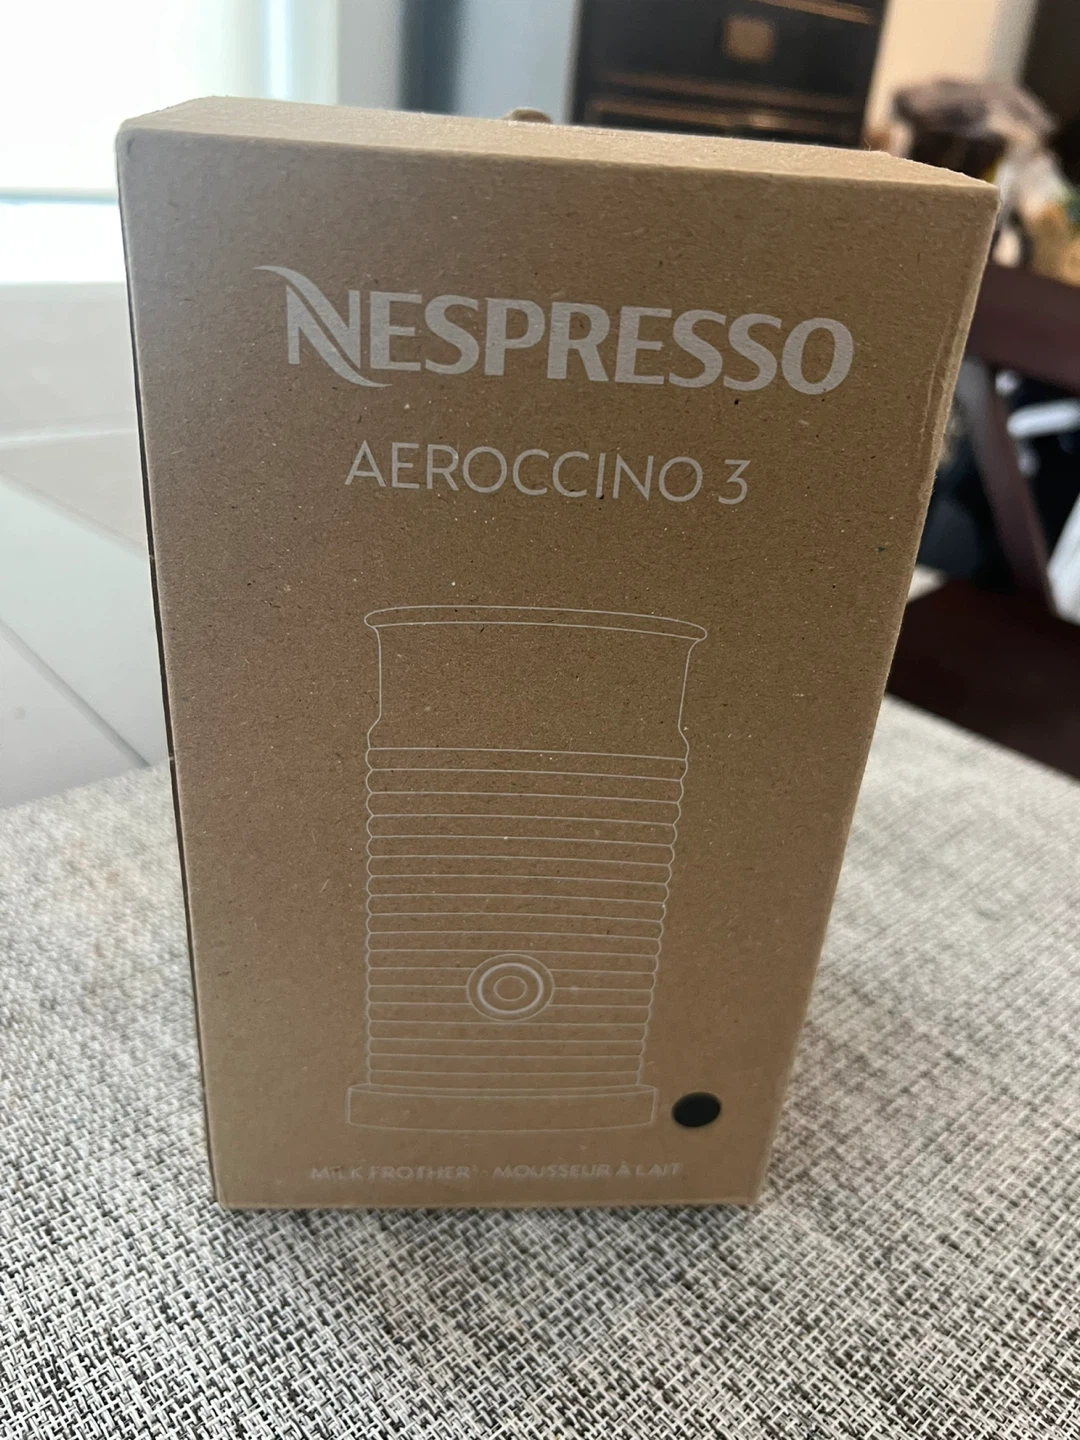 NESPRESSO
AEROCCINO 3
MILK FROTHER · MOUSSEUR À LAIT